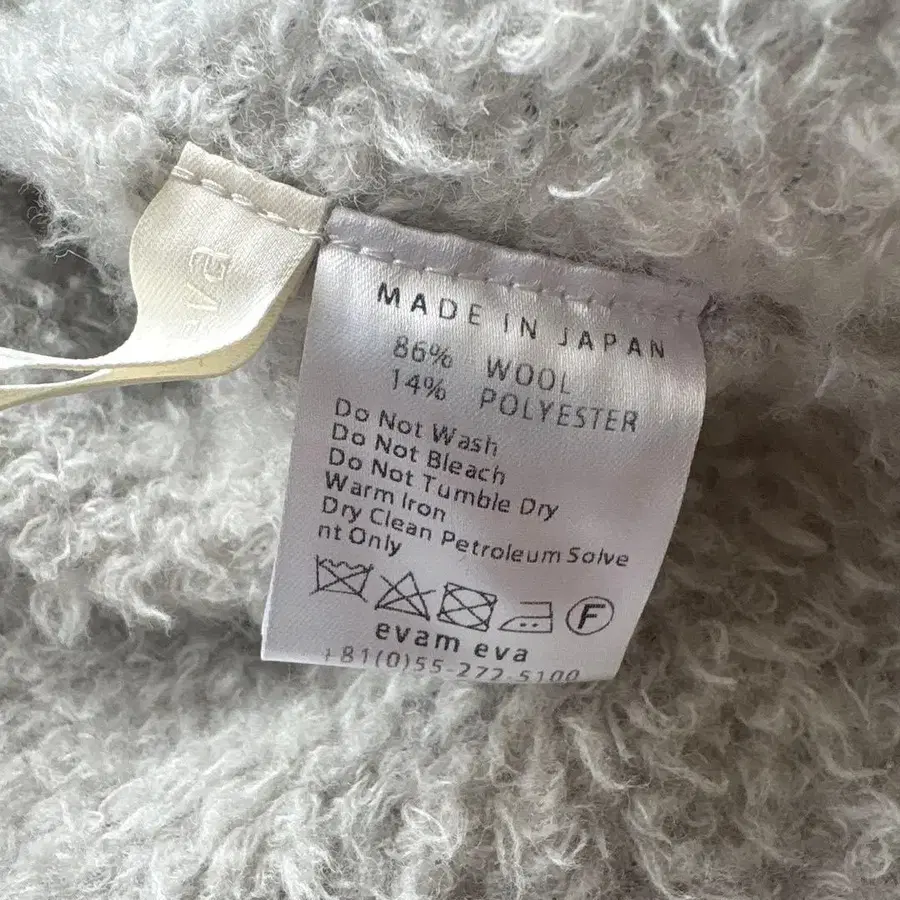 MADE IN JAPAN
86% WOOL
14% POLYESTER
Do Not Wash
Do Not Bleach
Do Not Tumble Dry
Warm Iron
Dry Clean Petroleum Solve
nt Only
F
evam eva
+81(0)55-272-5100